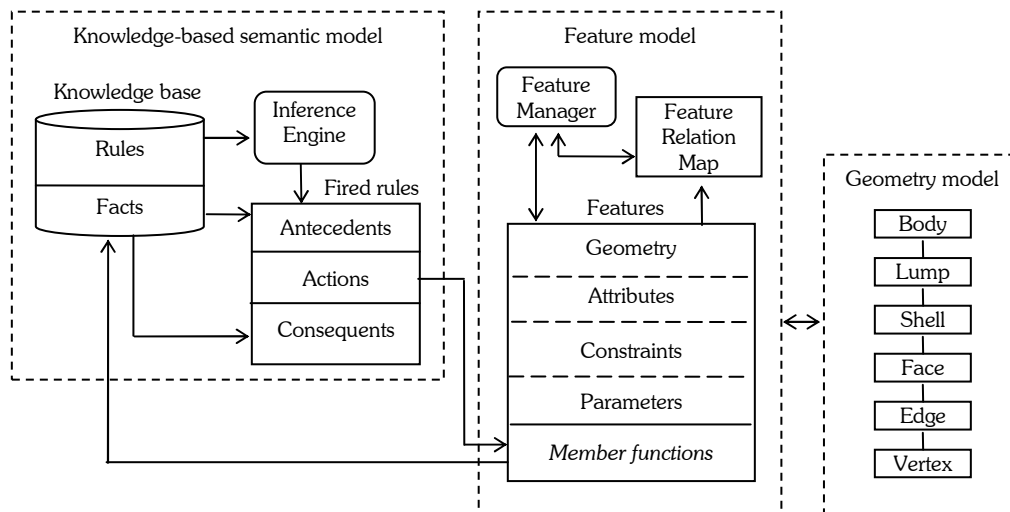 Knowledge-based semantic model
Knowledge base
Rules
Facts
Inference
Engine
Fired rules
Antecedents
Actions
Consequents
Feature model
Feature
Manager
Feature
Relation
Map
Features
Geometry
Attributes
Constraints
Parameters
Member functions
Geometry model
Body
Lump
Shell
Face
Edge
Vertex